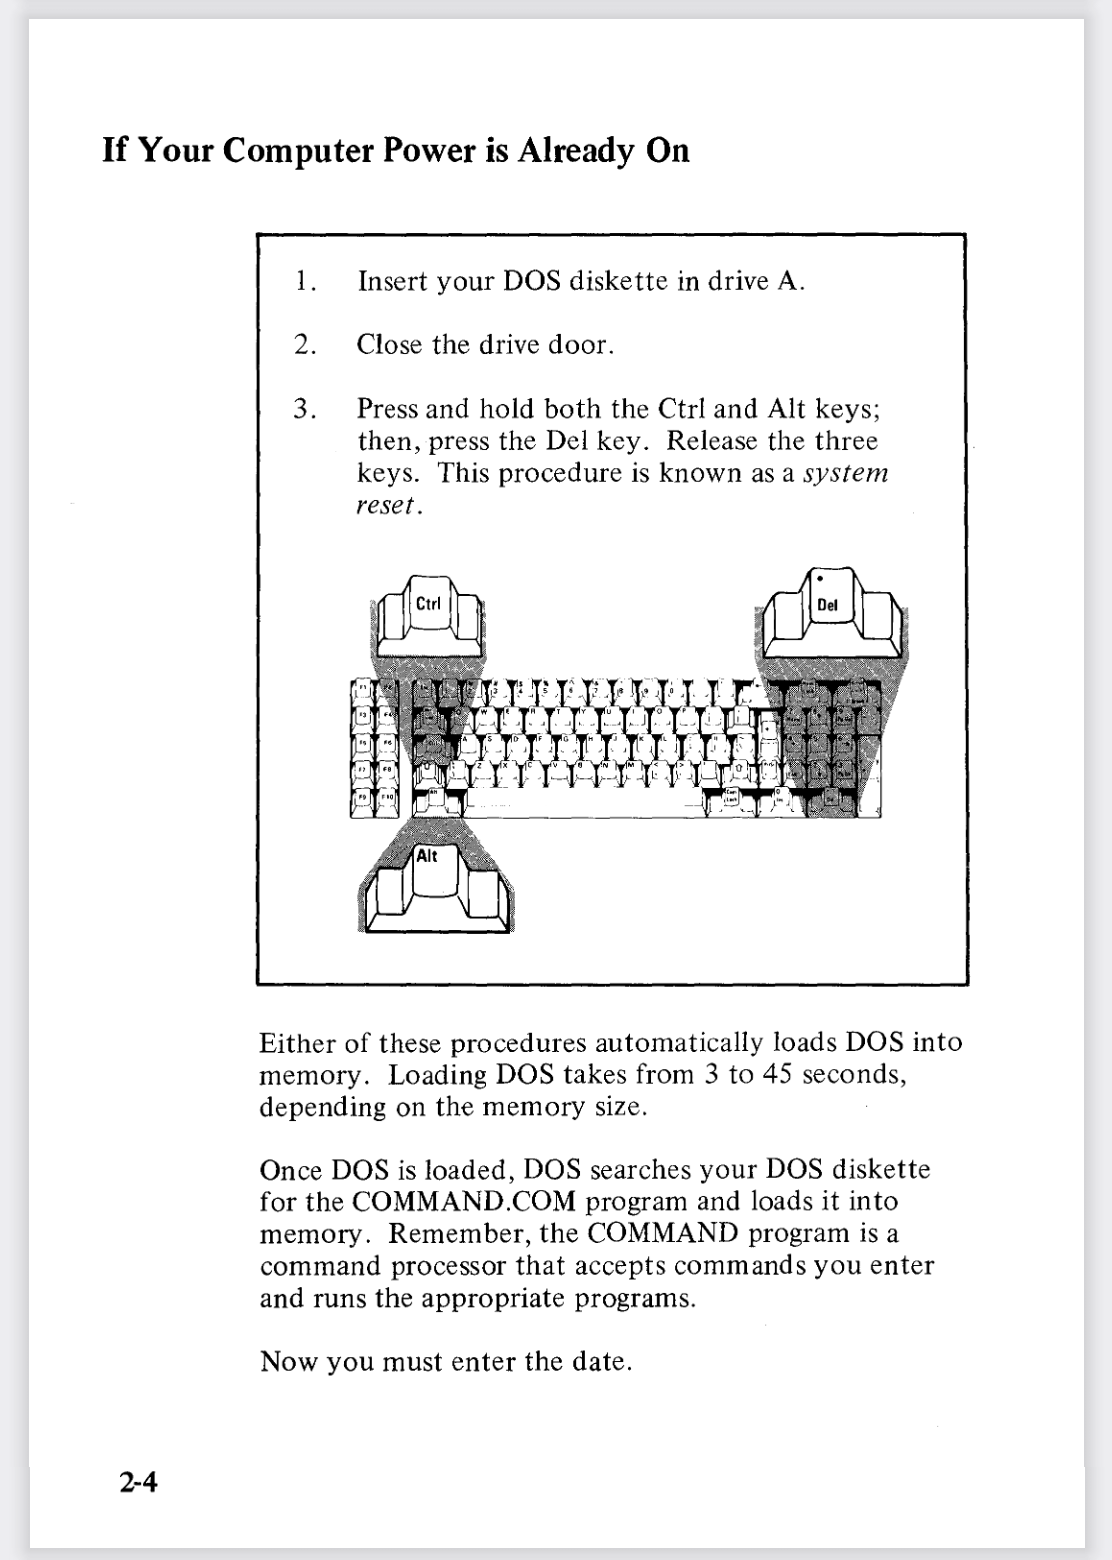 If Your Computer Power is Already On
1. Insert your DOS diskette in drive A.
2. Close the drive door.
3. Press and hold both the Ctrl and Alt keys;
then, press the Del key. Release the three
keys. This procedure is known as a system
reset.
Ctrl
Del
Alt
Either of these procedures automatically loads DOS into
memory. Loading DOS takes from 3 to 45 seconds,
depending on the memory size.
Once DOS is loaded, DOS searches your DOS diskette
for the COMMAND.COM program and loads it into
memory. Remember, the COMMAND program is a
command processor that accepts commands you enter
and runs the appropriate programs.
Now you must enter the date.
2-4